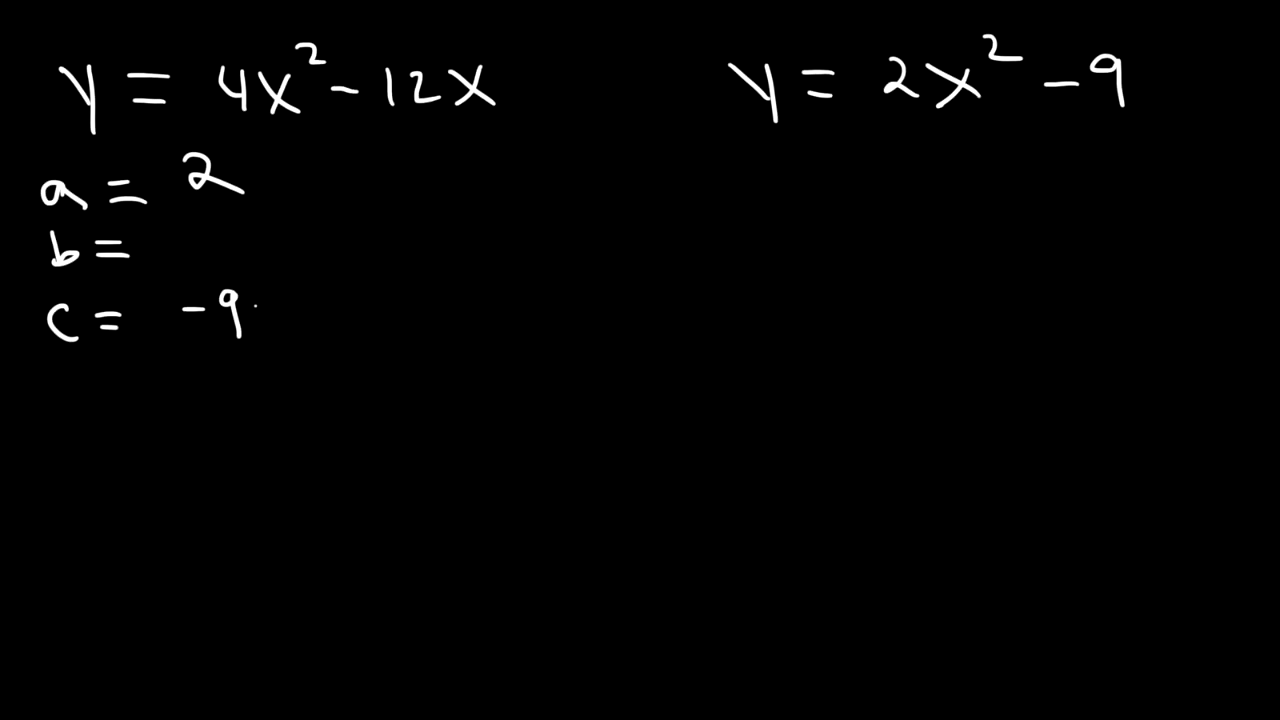 y = 4x² - 12x
y = 2x² - 9
a = 2
b =
c = -9